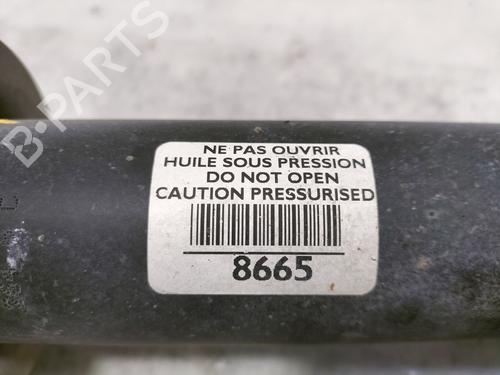 B-PARTS
NE PAS OUVRIR
HUILE SOUS PRESSION
DO NOT OPEN
CAUTION PRESSURISED
8665